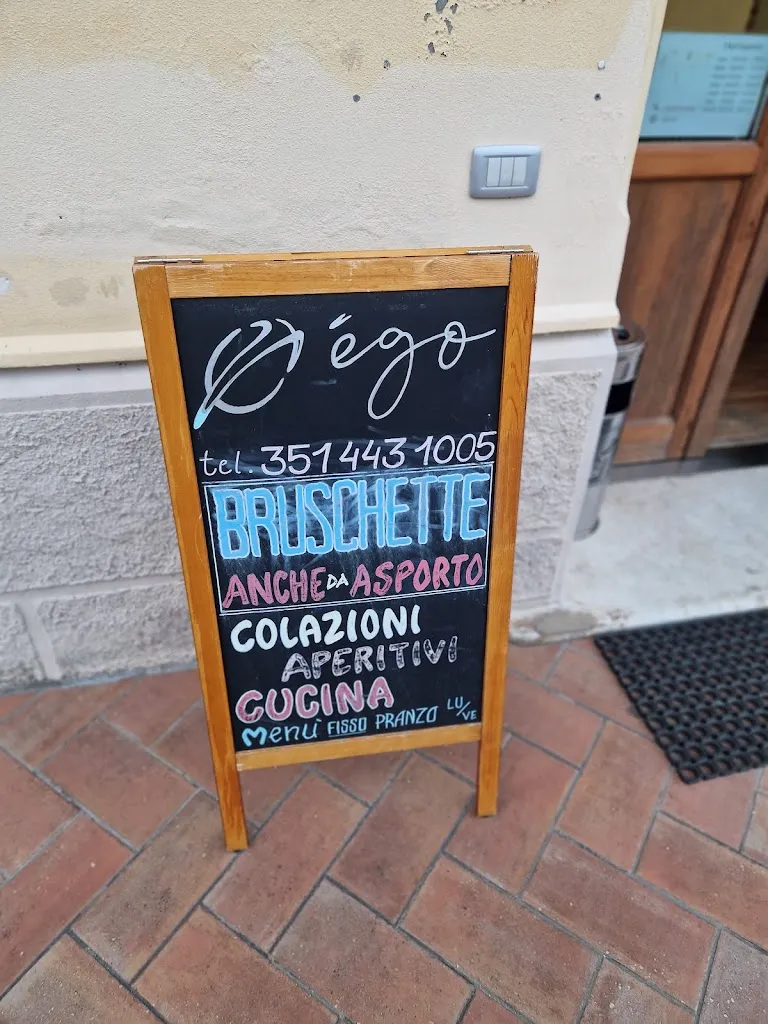 Ø'égo
tel. 351 443 1005
BRUSCHETTE
ANCHE DA ASPORTO
COLAZIONI
APERITIVI
CUCINA
Menù FISSO PRANZO LU/VE